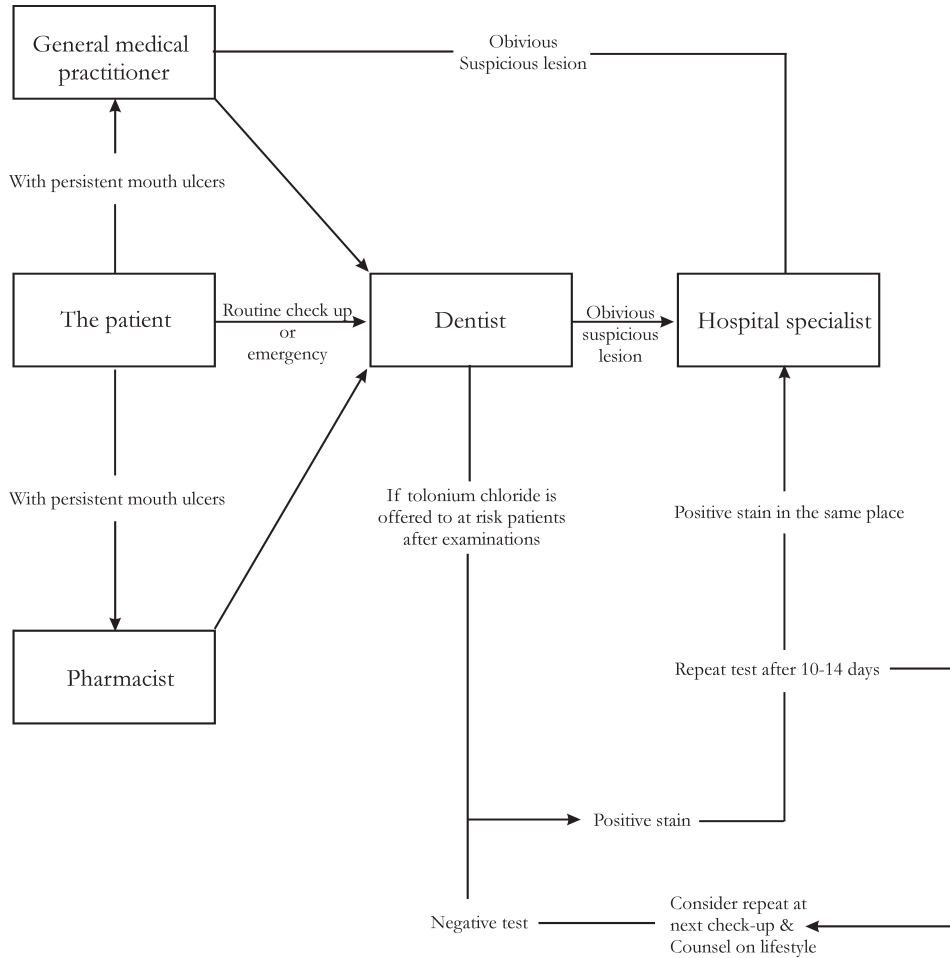 General medical
practitioner
Obivious
Suspicious lesion
With persistent mouth ulcers
The patient
Routine check up
or
emergency
Dentist
Obivious
suspicious
lesion
Hospital specialist
With persistent mouth ulcers
If tolonium chloride is
offered to at risk patients
after examinations
Positive stain in the same place
Pharmacist
Repeat test after 10-14 days
Positive stain
Negative test
Consider repeat at
next check-up &
Counsel on lifestyle